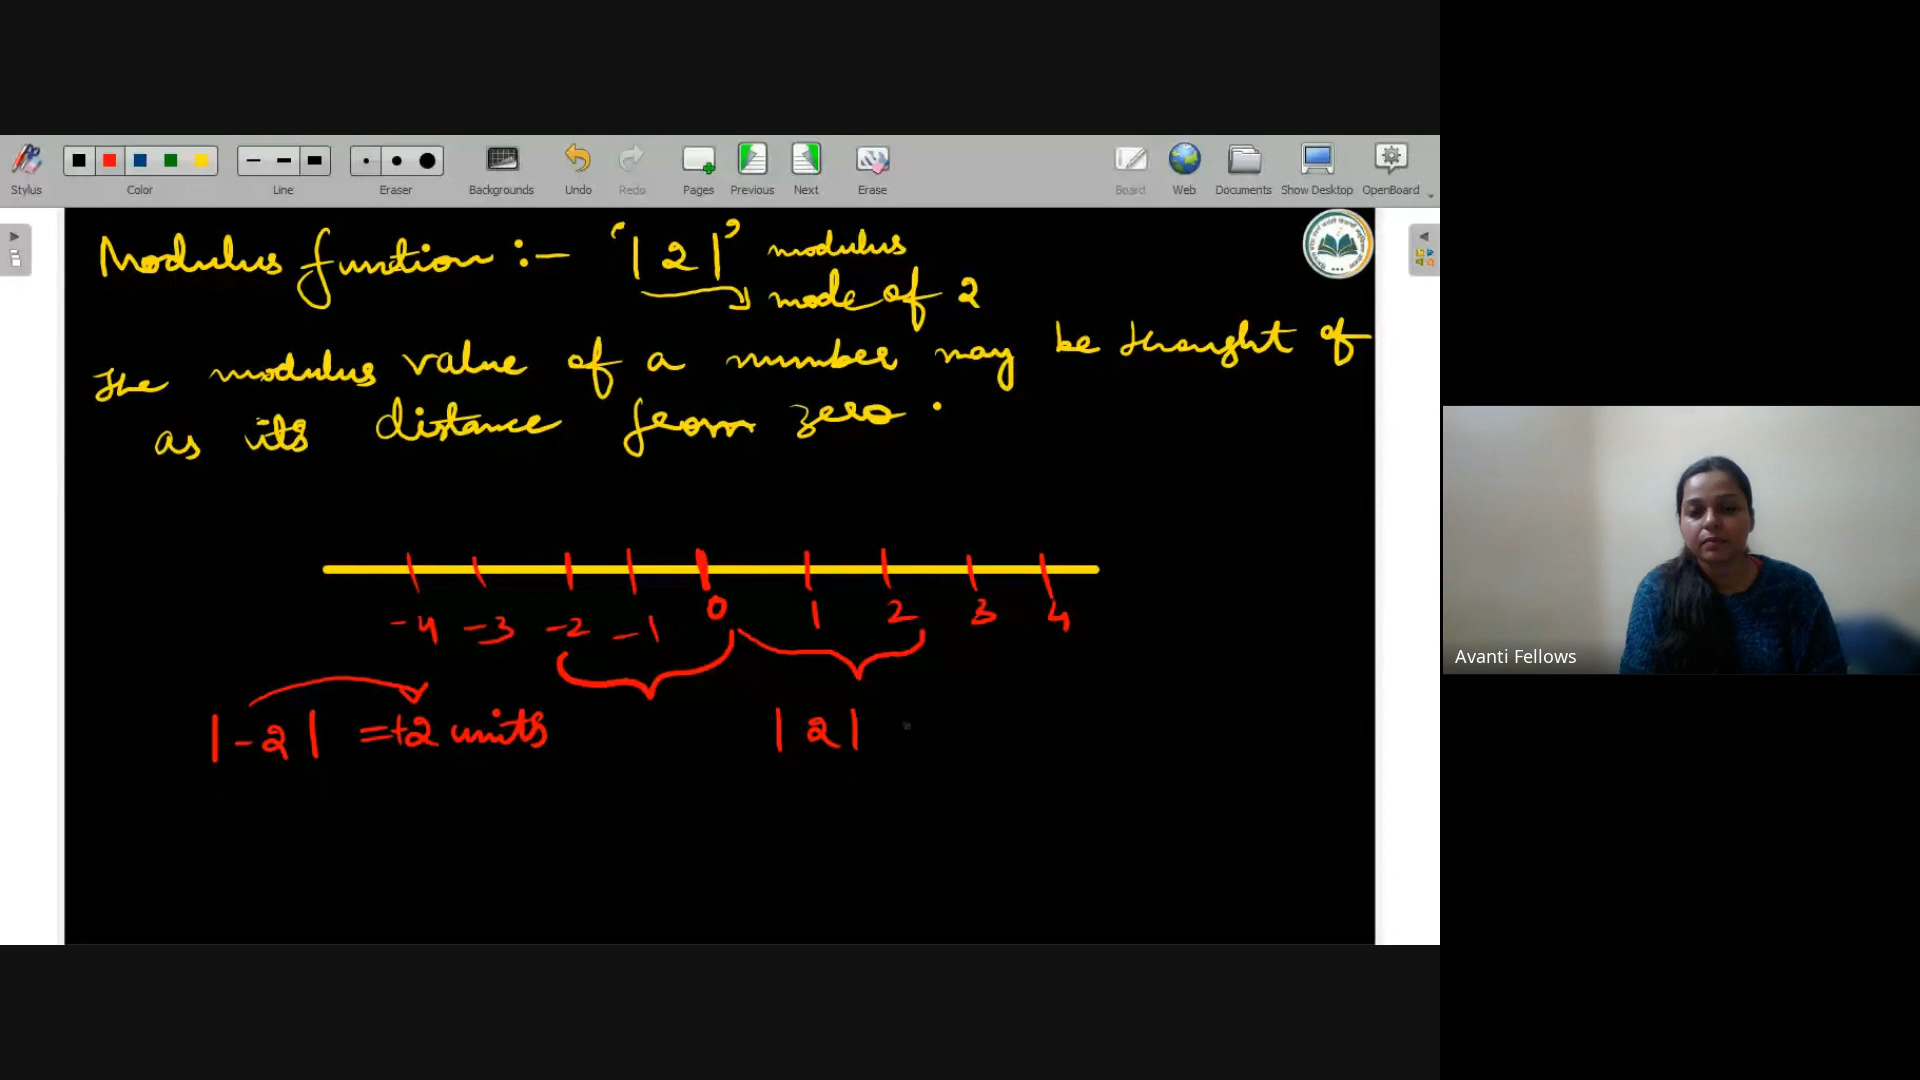 Stylus Color Line Eraser Backgrounds Undo Redo Pages Previous Next Erase Board Web Documents Show Desktop OpenBoard
Modulus function :- '|2|' modulus
mode of 2
The modulus value of a number may be thought of
as its distance from zero.
-4 -3 -2 -1 0 1 2 3 4
|-2| = +2 units |2|
Avanti Fellows